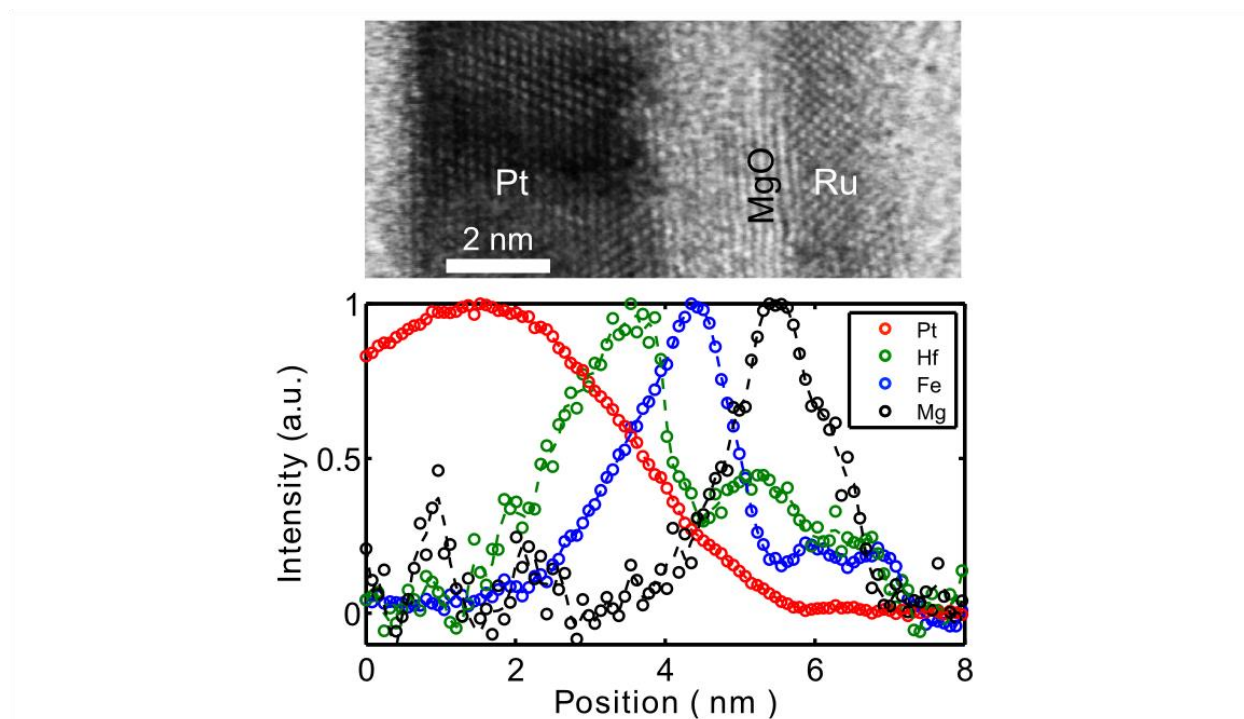 Pt
MgO
Ru
2 nm
1
0.5
0
Intensity (a.u.)
Pt
Hf
Fe
Mg
0
2
4
6
8
Position ( nm )